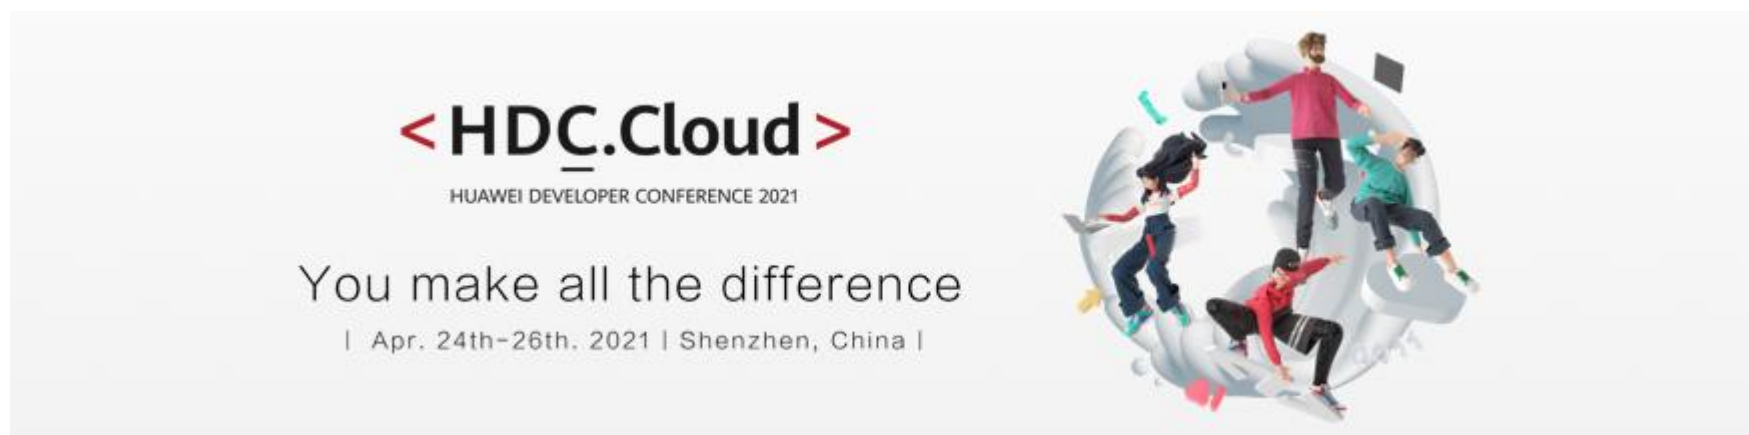 <HDC.Cloud>
HUAWEI DEVELOPER CONFERENCE 2021
You make all the difference
| Apr. 24th-26th. 2021 | Shenzhen, China |